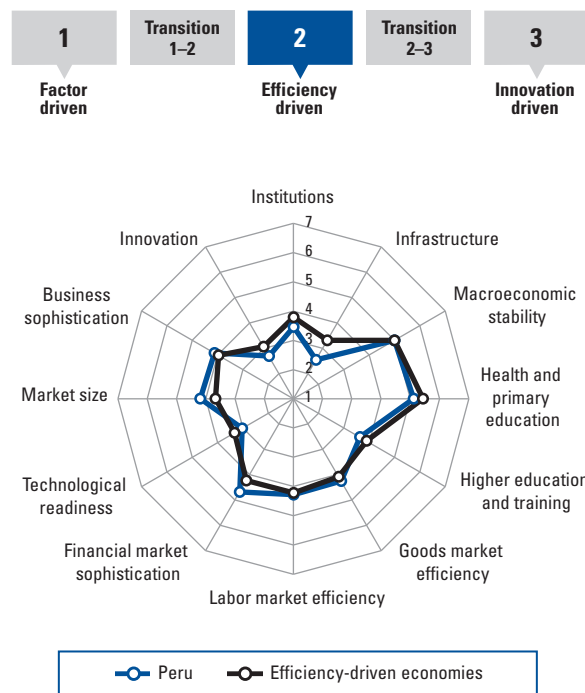 1
Transition
1–2
2
Transition
2–3
3
Factor
driven
Efficiency
driven
Innovation
driven
Institutions
7
Innovation
6
Infrastructure
5
Business
sophistication
4
Macroeconomic
stability
3
2
Market size
1
Health and
primary
education
Technological
readiness
Higher education
and training
Financial market
sophistication
Goods market
efficiency
Labor market efficiency
Peru
Efficiency-driven economies